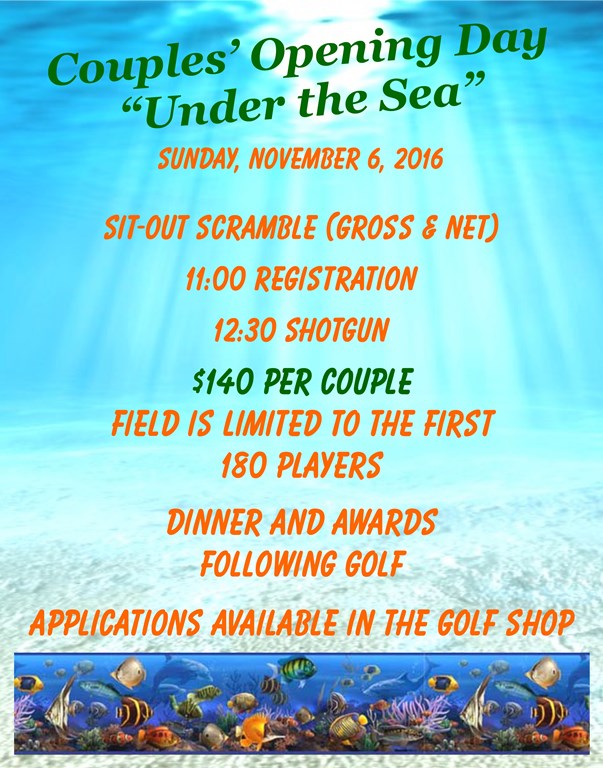 Couples’ Opening Day
“Under the Sea”
SUNDAY, NOVEMBER 6, 2016
SIT-OUT SCRAMBLE (GROSS & NET)
11:00 REGISTRATION
12:30 SHOTGUN
$140 PER COUPLE
FIELD IS LIMITED TO THE FIRST
180 PLAYERS
DINNER AND AWARDS
FOLLOWING GOLF
APPLICATIONS AVAILABLE IN THE GOLF SHOP